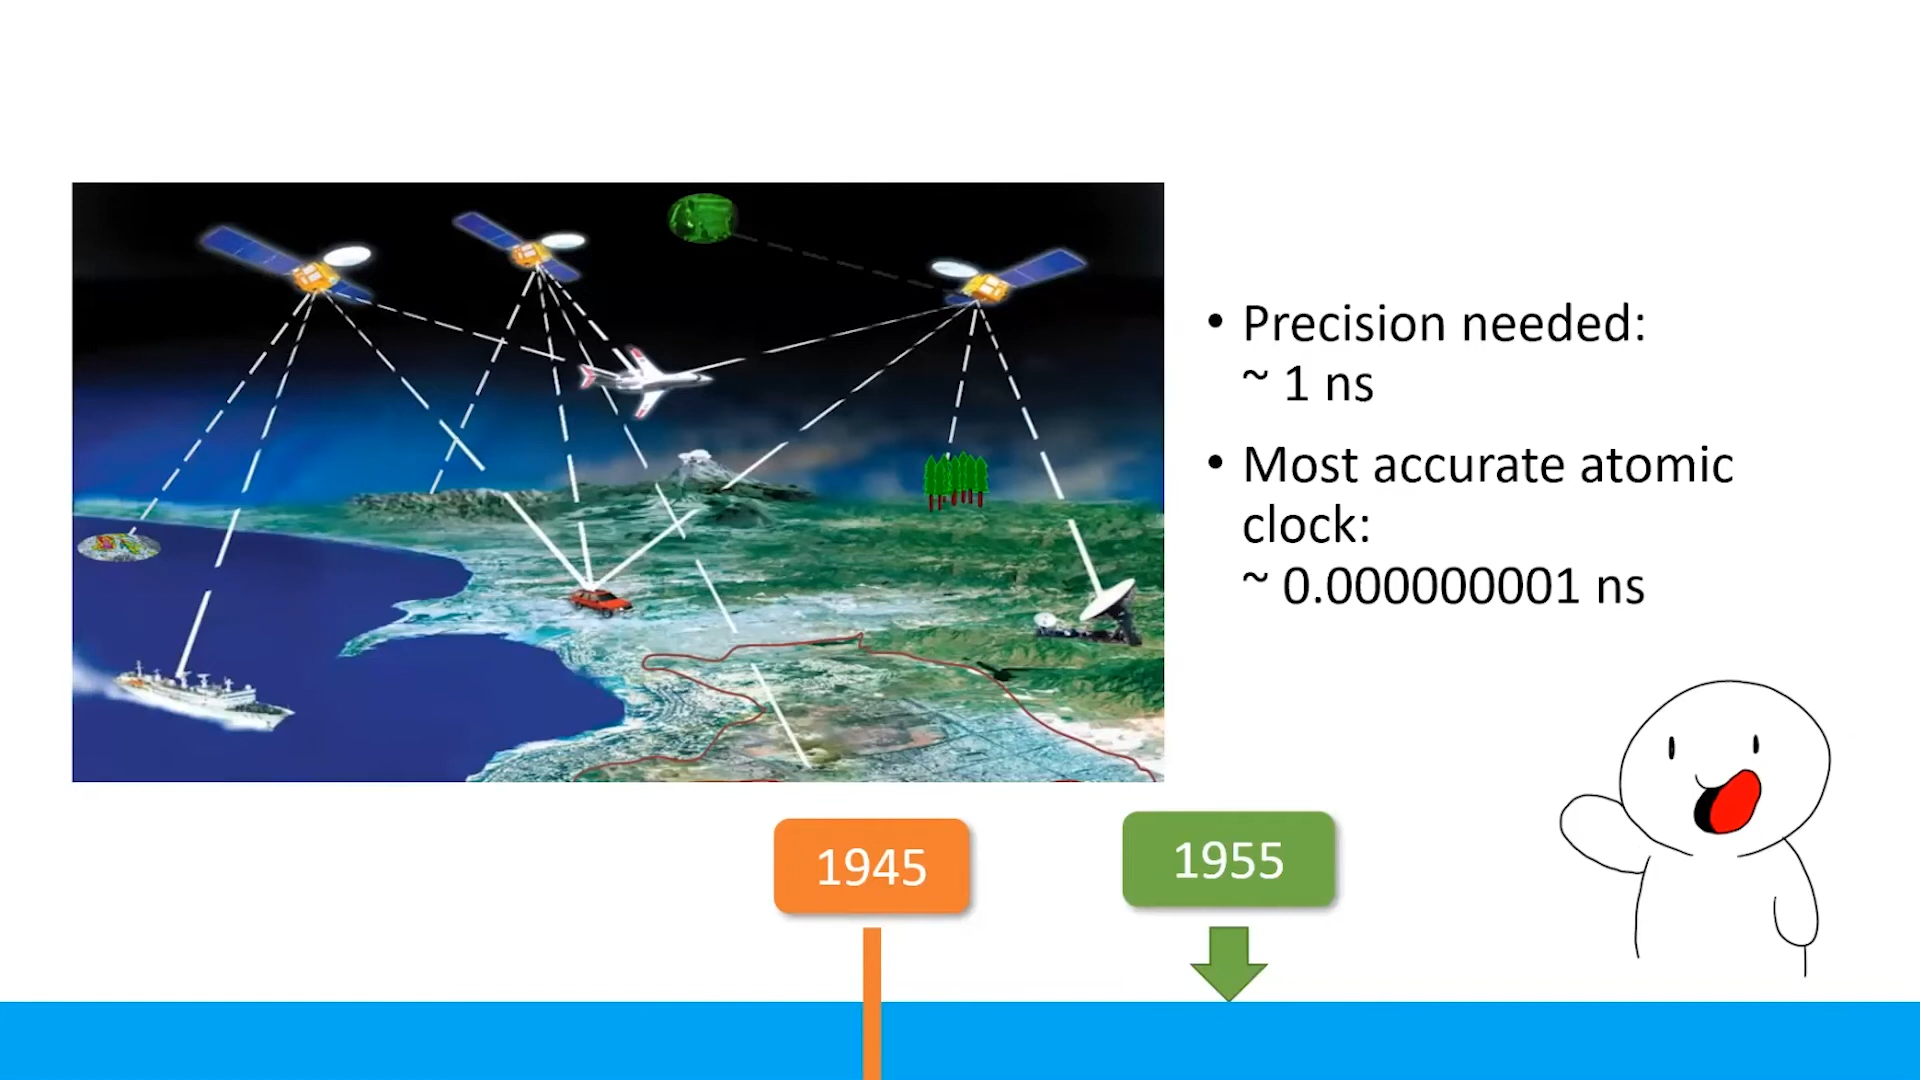 • Precision needed:
~ 1 ns
• Most accurate atomic
clock:
~ 0.000000001 ns
1945
1955